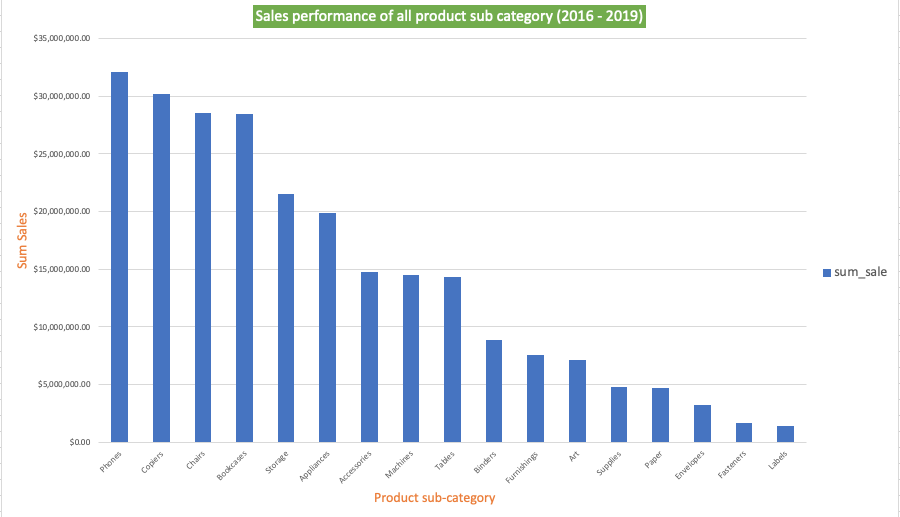 Sales performance of all product sub category (2016 - 2019)
$35,000,000.00
$30,000,000.00
$25,000,000.00
$20,000,000.00
$15,000,000.00
$10,000,000.00
$5,000,000.00
$0.00
Sum Sales
Phones
Copiers
Chairs
Bookcases
Storage
Appliances
Accessories
Machines
Tables
Binders
Furnishings
Art
Supplies
Paper
Envelopes
Fasteners
Labels
Product sub-category
sum_sale